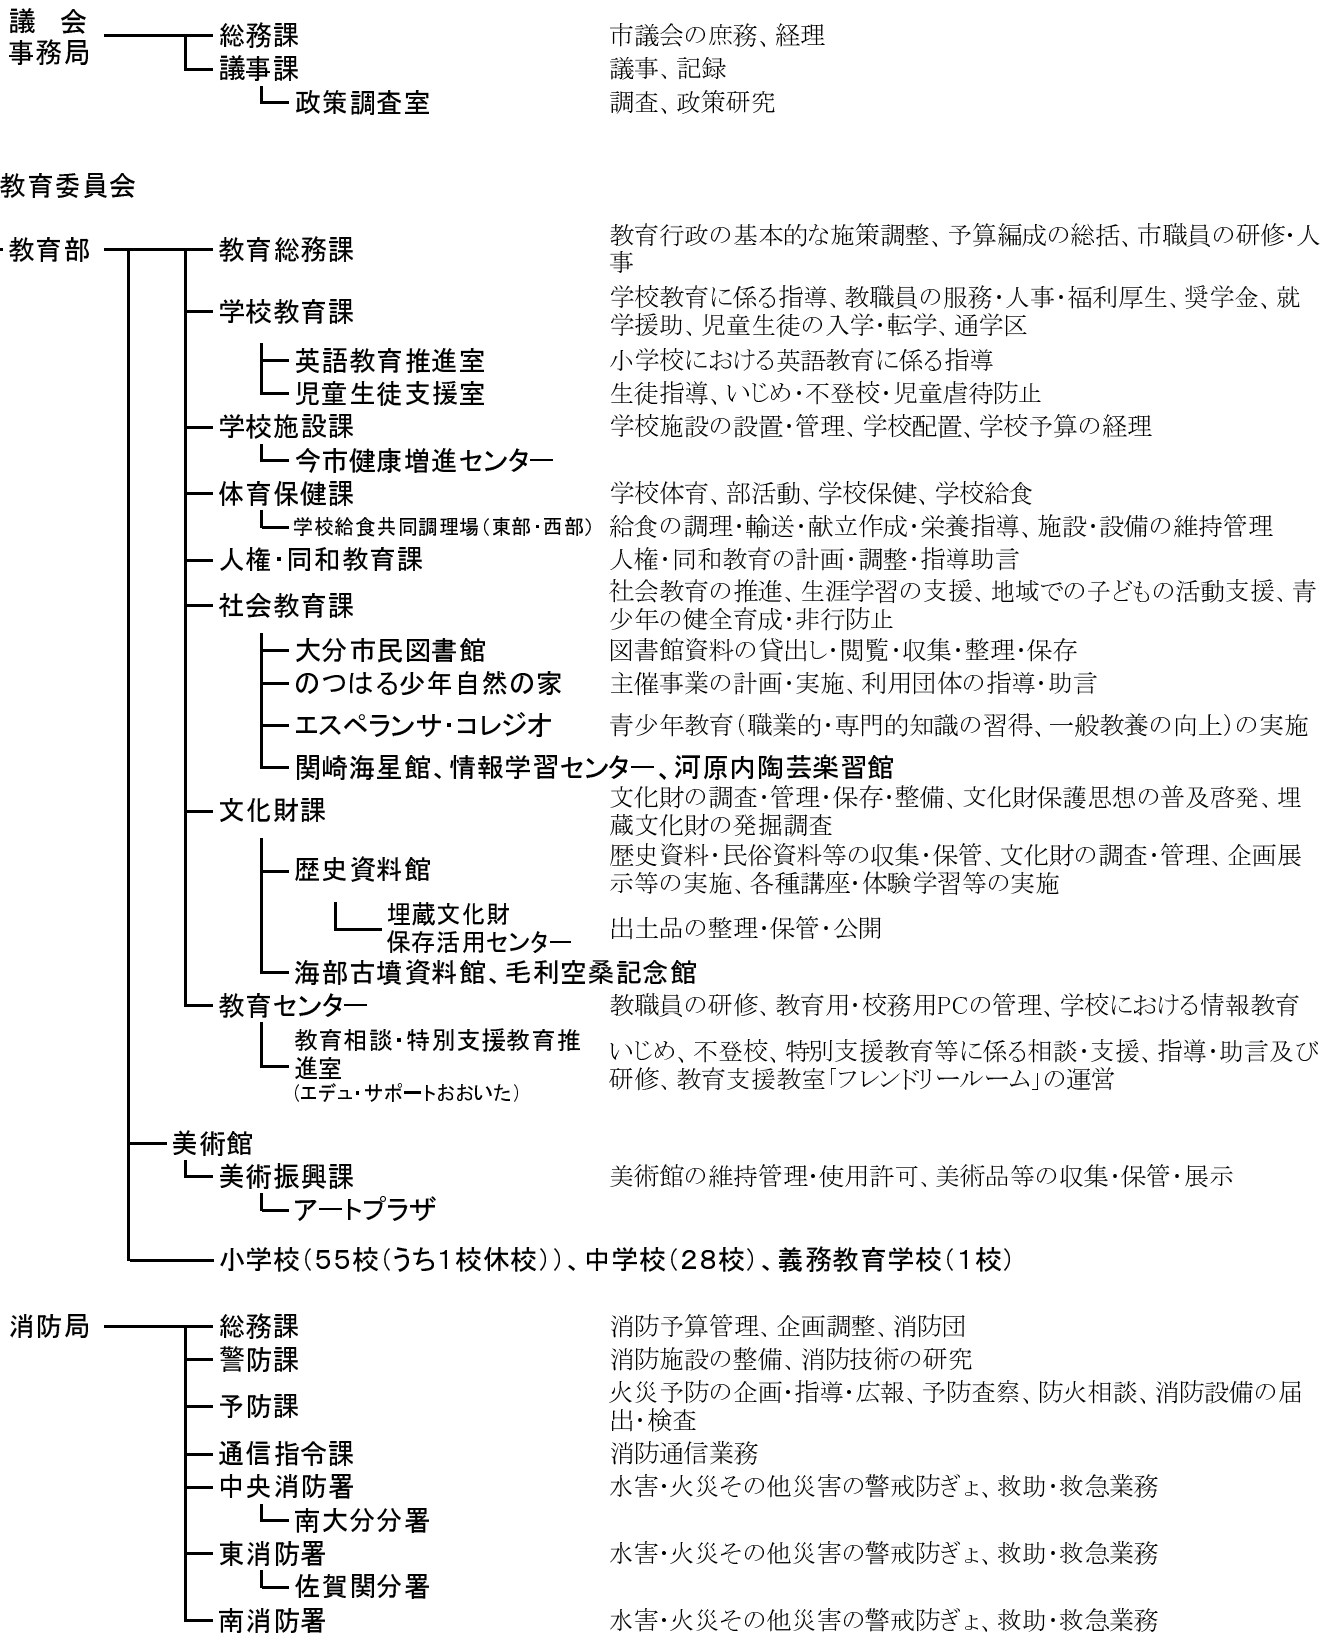 議　会
事務局
総務課　市議会の庶務、経理
議事課　議事、記録
政策調査室　調査、政策研究
教育委員会
教育部
教育総務課　教育行政の基本的な施策調整、予算編成の総括、市職員の研修・人
事
学校教育課　学校教育に係る指導、教職員の服務・人事・福利厚生、奨学金、就
学援助、児童生徒の入学・転学、通学区
英語教育推進室　小学校における英語教育に係る指導
児童生徒支援室　生徒指導、いじめ・不登校・児童虐待防止
学校施設課　学校施設の設置・管理、学校配置、学校予算の経理
今市健康増進センター
体育保健課　学校体育、部活動、学校保健、学校給食
学校給食共同調理場（東部・西部）　給食の調理・輸送・献立作成・栄養指導、施設・設備の維持管理
人権・同和教育課　人権・同和教育の計画・調整・指導助言
社会教育課　社会教育の推進、生涯学習の支援、地域での子どもの活動支援、青
少年の健全育成・非行防止
大分市民図書館　図書館資料の貸出し・閲覧・収集・整理・保存
のつはる少年自然の家　主催事業の計画・実施、利用団体の指導・助言
エスペランサ・コレジオ　青少年教育（職業的・専門的知識の習得、一般教養の向上）の実施
関崎海星館、情報学習センター、河原内陶芸楽習館
文化財課　文化財の調査・管理・保存・整備、文化財保護思想の普及啓発、埋
蔵文化財の発掘調査
歴史資料館　歴史資料・民俗資料等の収集・保管、文化財の調査・管理、企画展
示等の実施、各種講座・体験学習等の実施
埋蔵文化財
保存活用センター　出土品の整理・保管・公開
海部古墳資料館、毛利空桑記念館
教育センター　教職員の研修、教育用・校務用PCの管理、学校における情報教育
教育相談・特別支援教育推
進室
（エデュ・サポートおおいた）
いじめ、不登校、特別支援教育等に係る相談・支援、指導・助言及び
研修、教育支援教室「フレンドリールーム」の運営
美術館
美術振興課　美術館の維持管理・使用許可、美術品等の収集・保管・展示
アートプラザ
小学校（５５校（うち１校休校））、中学校（２８校）、義務教育学校（１校）
消防局
総務課　消防予算管理、企画調整、消防団
警防課　消防施設の整備、消防技術の研究
予防課　火災予防の企画・指導・広報、予防査察、防火相談、消防設備の届
出・検査
通信指令課　消防通信業務
中央消防署　水害・火災その他災害の警戒防ぎょ、救助・救急業務
南大分分署
東消防署　水害・火災その他災害の警戒防ぎょ、救助・救急業務
佐賀関分署
南消防署　水害・火災その他災害の警戒防ぎょ、救助・救急業務